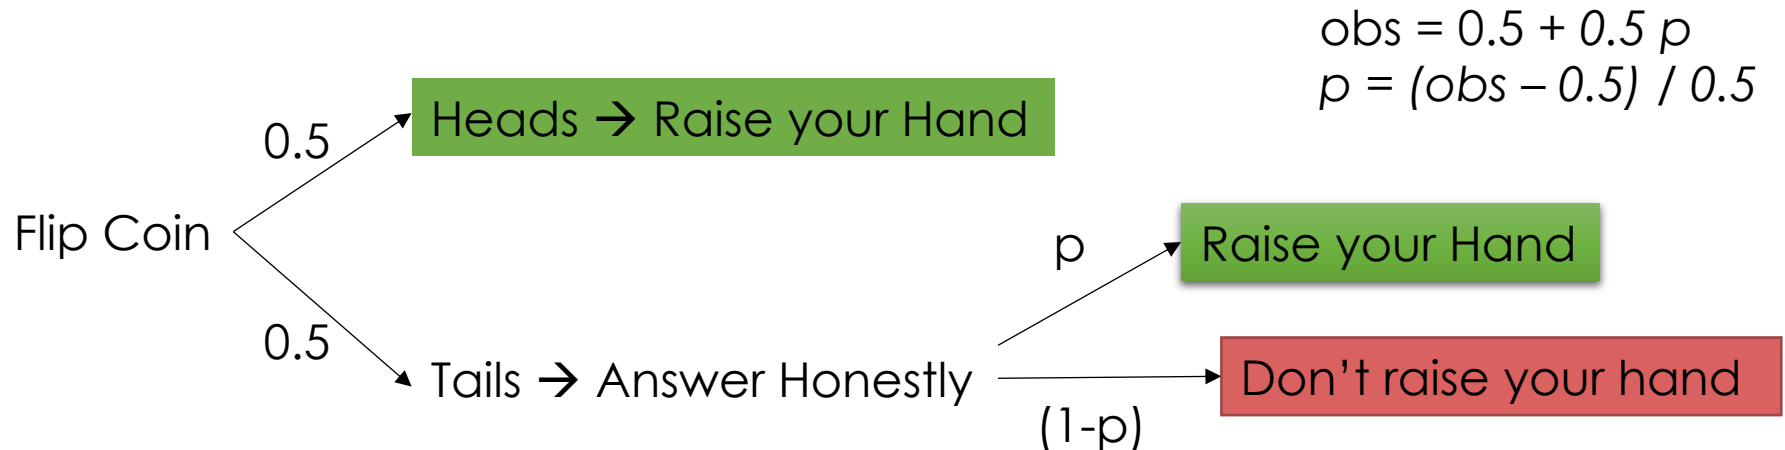 obs = 0.5 + 0.5 p
p = (obs – 0.5) / 0.5
0.5
Heads → Raise your Hand
Flip Coin
p
Raise your Hand
0.5
Tails → Answer Honestly
Don’t raise your hand
(1-p)